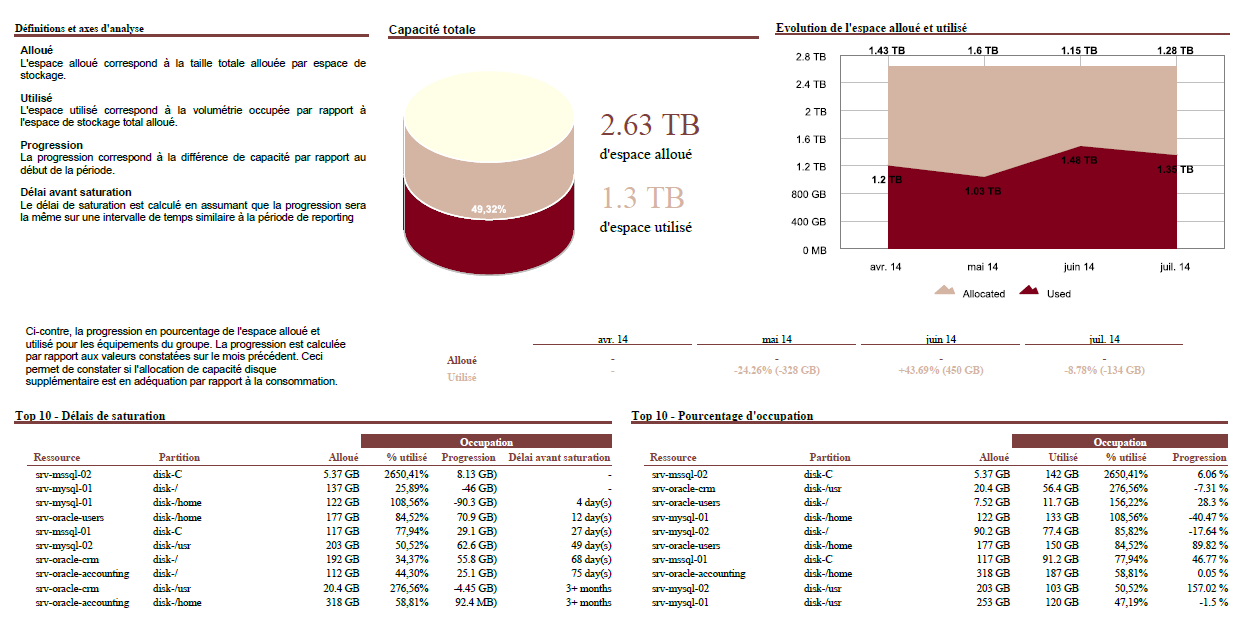 Définitions et axes d'analyse
Alloué
L'espace alloué correspond à la taille totale allouée par espace de
stockage.
Utilisé
L'espace utilisé correspond à la volumétrie occupée par rapport à
l'espace de stockage total alloué.
Progression
La progression correspond à la différence de capacité par rapport au
début de la période.
Délai avant saturation
Le délai de saturation est calculé en assumant que la progression sera
la même sur une intervalle de temps similaire à la période de reporting
Capacité totale
49,32%
2.63 TB
d'espace alloué
1.3 TB
d'espace utilisé
Evolution de l'espace alloué et utilisé
1.43 TB 1.6 TB 1.15 TB 1.28 TB
2.8 TB
2.4 TB
2 TB
1.6 TB
1.2 TB
800 GB
400 GB
0 MB
1.2 TB 1.03 TB 1.48 TB 1.35 TB
avr. 14 mai 14 juin 14 juil. 14
Allocated Used
Ci-contre, la progression en pourcentage de l'espace alloué et
utilisé pour les équipements du groupe. La progression est calculée
par rapport aux valeurs constatées sur le mois précédent. Ceci
permet de constater si l'allocation de capacité disque
supplémentaire est en adéquation par rapport à la consommation.
avr. 14 mai 14 juin 14 juil. 14
Alloué - - - -
Utilisé - -24.26% (-328 GB) +43.69% (450 GB) -8.78% (-134 GB)
Top 10 - Délais de saturation
Occupation
Ressource Partition Alloué % utilisé Progression Délai avant saturation
srv-mssql-02 disk-C 5.37 GB 2650,41% 8.13 GB) -
srv-mysql-01 disk-/ 137 GB 25,89% -46 GB) -
srv-mysql-01 disk-/home 122 GB 108,56% -90.3 GB) 4 day(s)
srv-oracle-users disk-/home 177 GB 84,52% 70.9 GB) 12 day(s)
srv-mssql-01 disk-C 117 GB 77,94% 29.1 GB) 27 day(s)
srv-mysql-02 disk-/usr 203 GB 50,52% 62.6 GB) 49 day(s)
srv-oracle-crm disk-/ 192 GB 34,37% 55.8 GB) 68 day(s)
srv-oracle-accounting disk-/ 112 GB 44,30% 25.1 GB) 75 day(s)
srv-oracle-crm disk-/usr 20.4 GB 276,56% -4.45 GB) 3+ months
srv-oracle-accounting disk-/home 318 GB 58,81% 92.4 MB) 3+ months
Top 10 - Pourcentage d'occupation
Occupation
Ressource Partition Alloué Utilisé % utilisé Progression
srv-mssql-02 disk-C 5.37 GB 142 GB 2650.41% 6.06 %
srv-oracle-crm disk-/usr 20.4 GB 56.4 GB 276,56% -7.31 %
srv-oracle-users disk-/ 7.52 GB 11.7 GB 156,22% 28.3 %
srv-mysql-01 disk-/home 122 GB 133 GB 108,56% -40.47 %
srv-mysql-02 disk-/ 90.2 GB 77.4 GB 85,82% -17.64 %
srv-oracle-users disk-/home 177 GB 150 GB 84,52% 89.82 %
srv-mssql-01 disk-C 117 GB 91.2 GB 77,94% 46.77 %
srv-oracle-accounting disk-/home 318 GB 187 GB 58,81% 0.05 %
srv-mysql-02 disk-/usr 203 GB 103 GB 50,52% 157.02 %
srv-mysql-01 disk-/usr 253 GB 120 GB 47,19% -1.5 %